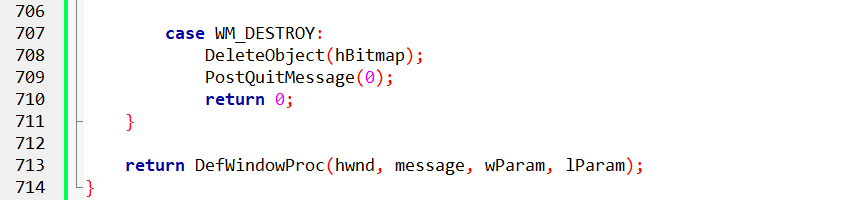 706
707 case WM_DESTROY:
708 DeleteObject(hBitmap);
709 PostQuitMessage(0);
710 return 0;
711 }
712
713 return DefWindowProc(hwnd, message, wParam, lParam);
714 }